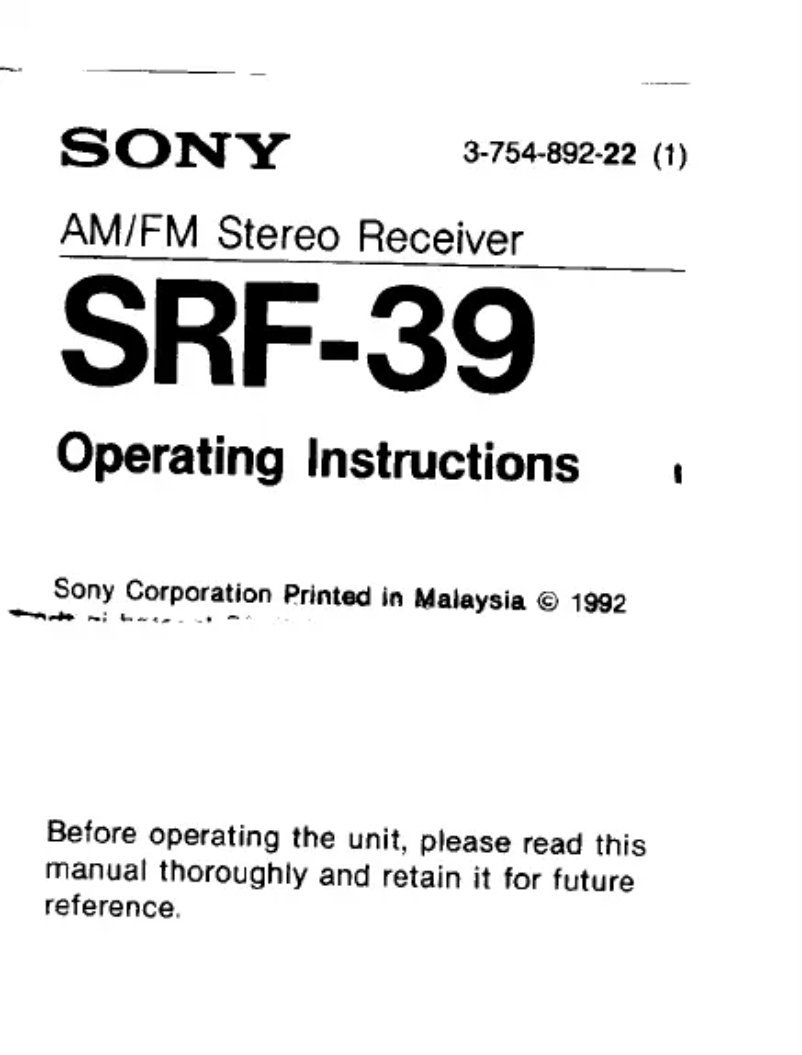 SONY
3-754-892-22 (1)
AM/FM Stereo Receiver
SRF-39
Operating Instructions
Sony Corporation Printed in Malaysia © 1992
Before operating the unit, please read this
manual thoroughly and retain it for future
reference.